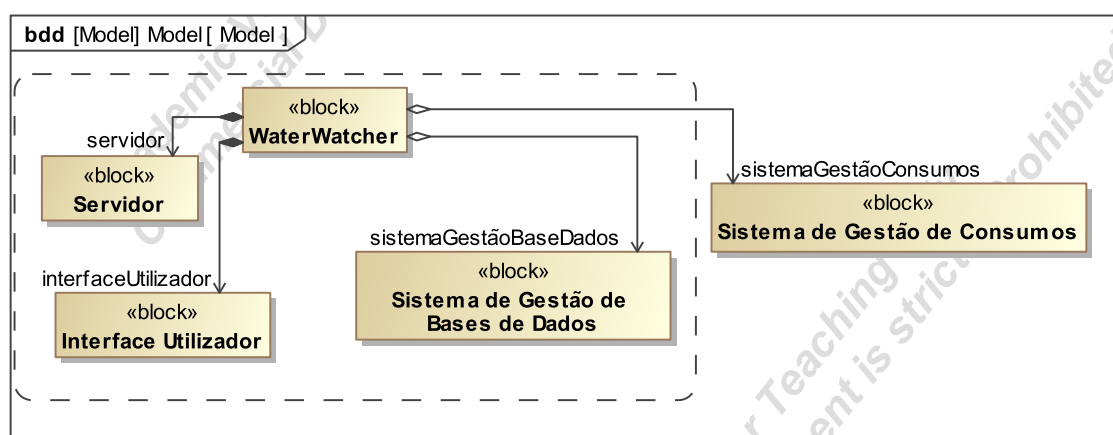 bdd [Model] Model [ Model ]
«block»
WaterWatcher
servidor
«block»
Servidor
sistemaGestãoConsumos
«block»
Sistema de Gestão de Consumos
sistemaGestãoBaseDados
«block»
Sistema de Gestão de
Bases de Dados
interfaceUtilizador
«block»
Interface Utilizador